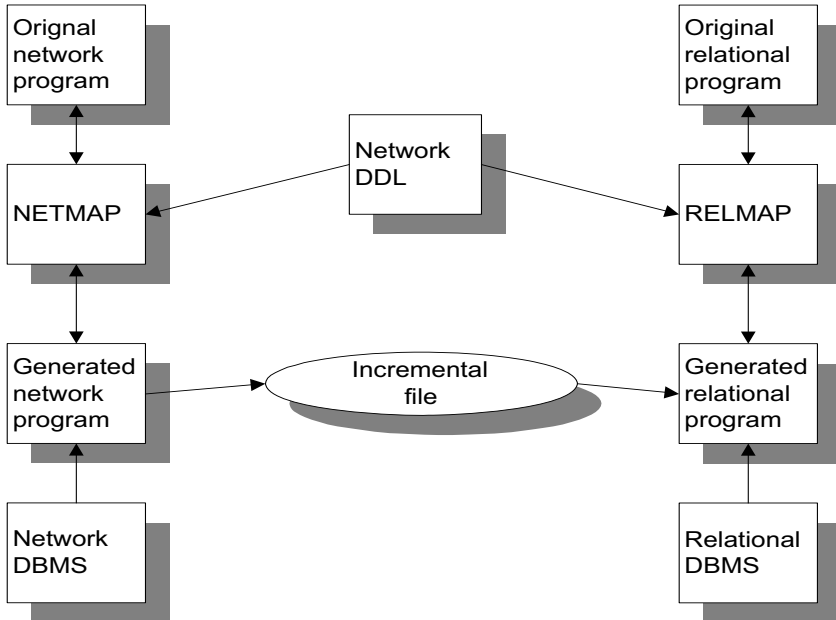 Orignal
network
program
Original
relational
program
Network
DDL
NETMAP
RELMAP
Generated
network
program
Incremental
file
Generated
relational
program
Network
DBMS
Relational
DBMS